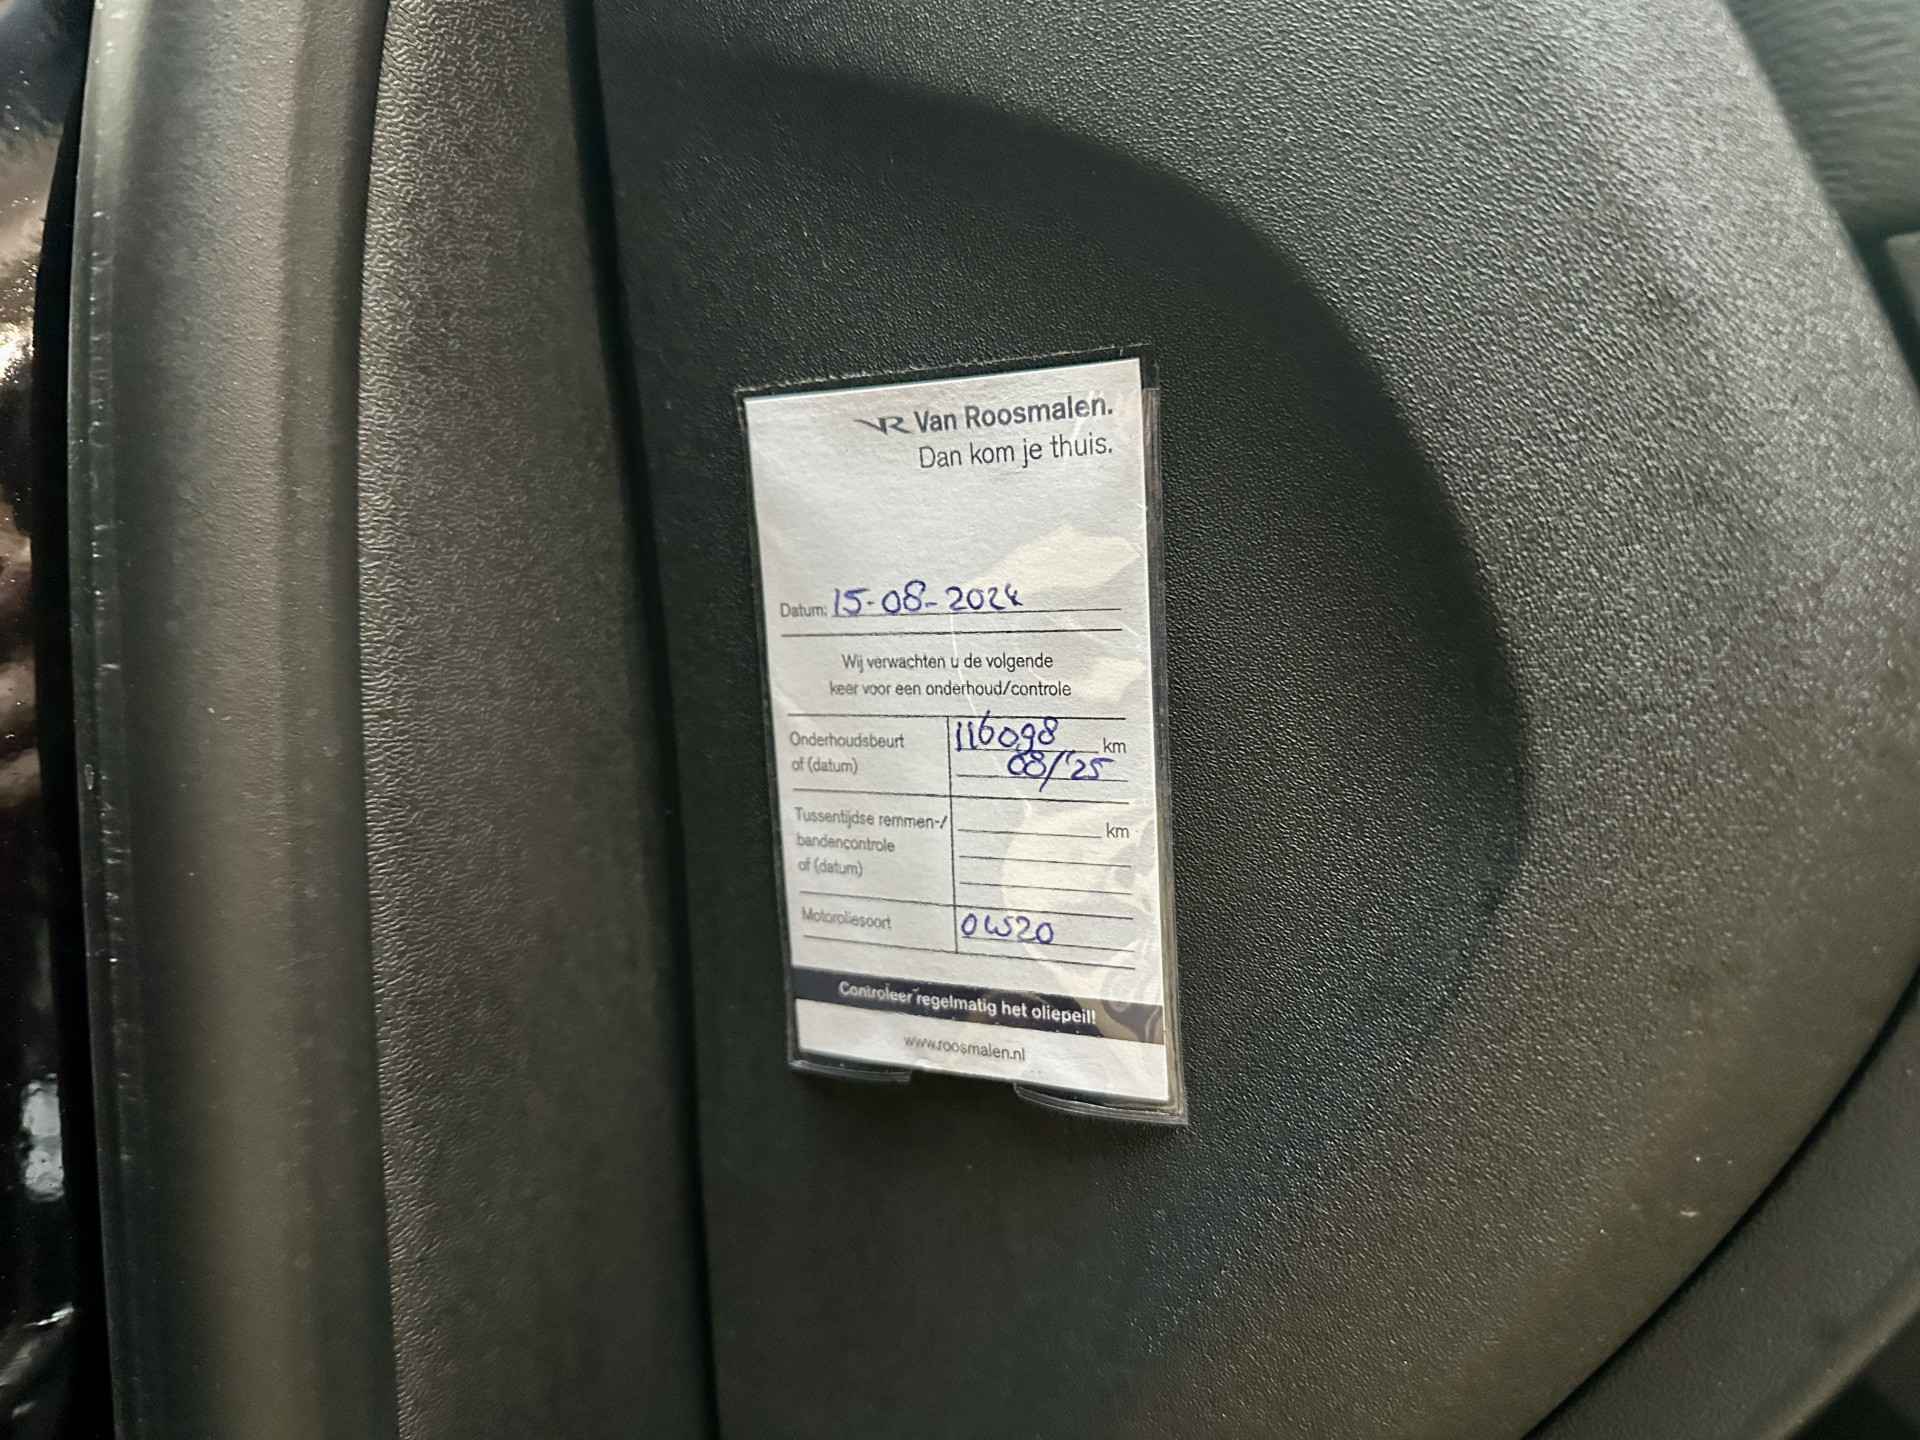 VR Van Roosmalen.
Dan kom je thuis.
Datum: 15-08-2024
Wij verwachten u de volgende
keer voor een onderhoud/controle
Onderhoudsbeurt 116098 km
of (datum) 08/'25
Tussentijdse remmen-/ km
bandencontrole
of (datum)
Motoroliesoort 0W20
Controleer regelmatig het oliepeil!
www.roosmalen.nl